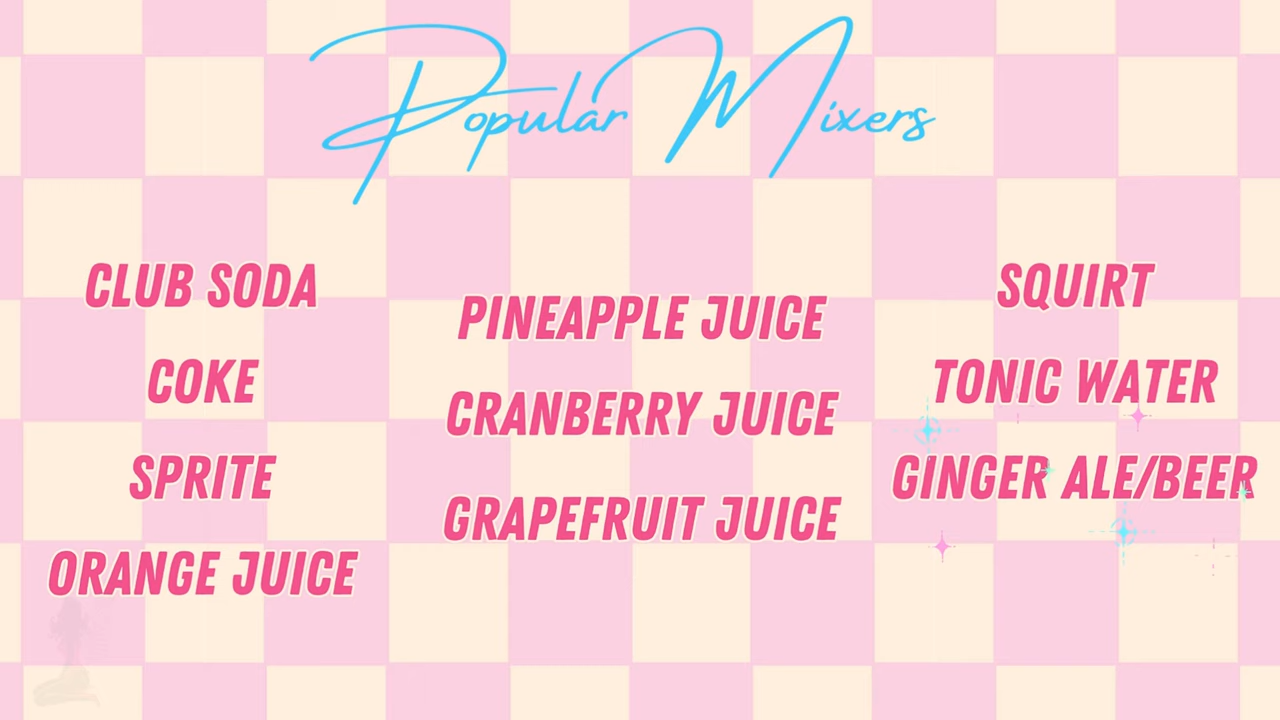 Popular Mixers
CLUB SODA
COKE
SPRITE
ORANGE JUICE
PINEAPPLE JUICE
CRANBERRY JUICE
GRAPEFRUIT JUICE
SQUIRT
TONIC WATER
GINGER ALE/BEER